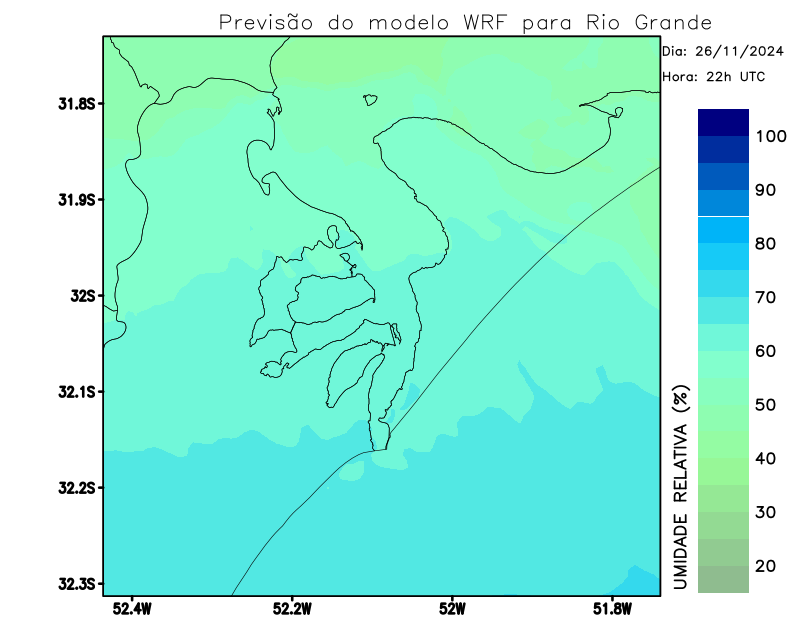 Previsão do modelo WRF para Rio Grande
Dia: 26/11/2024
Hora: 22h UTC
31.8S
31.9S
32S
32.1S
32.2S
32.3S
52.4W
52.2W
52W
51.8W
100
90
80
70
60
50
40
30
20
UMIDADE RELATIVA (%)